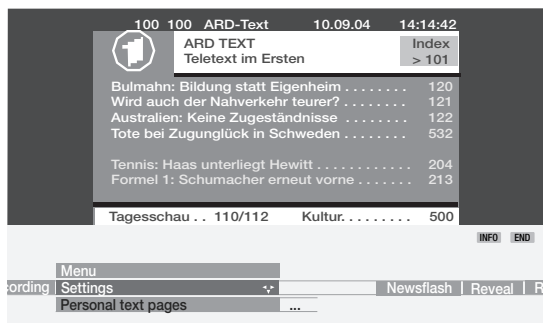 100 100 ARD-Text 10.09.04 14:14:42
ARD TEXT Index
Teletext im Ersten > 101
Bulmahn: Bildung statt Eigenheim . . . . . . . . 120
Wird auch der Nahverkehr teurer? . . . . . . . . 121
Australien: Keine Zugeständnisse . . . . . . . . 122
Tote bei Zugunglück in Schweden . . . . . . . . 532
Tennis: Haas unterliegt Hewitt . . . . . . . . . . . . 204
Formel 1: Schumacher erneut vorne . . . . . . . 213
Tagesschau . . 110/112 Kultur. . . . . . . . . 500
INFO END
Menu
cording Settings Newsflash Reveal R
Personal text pages ...